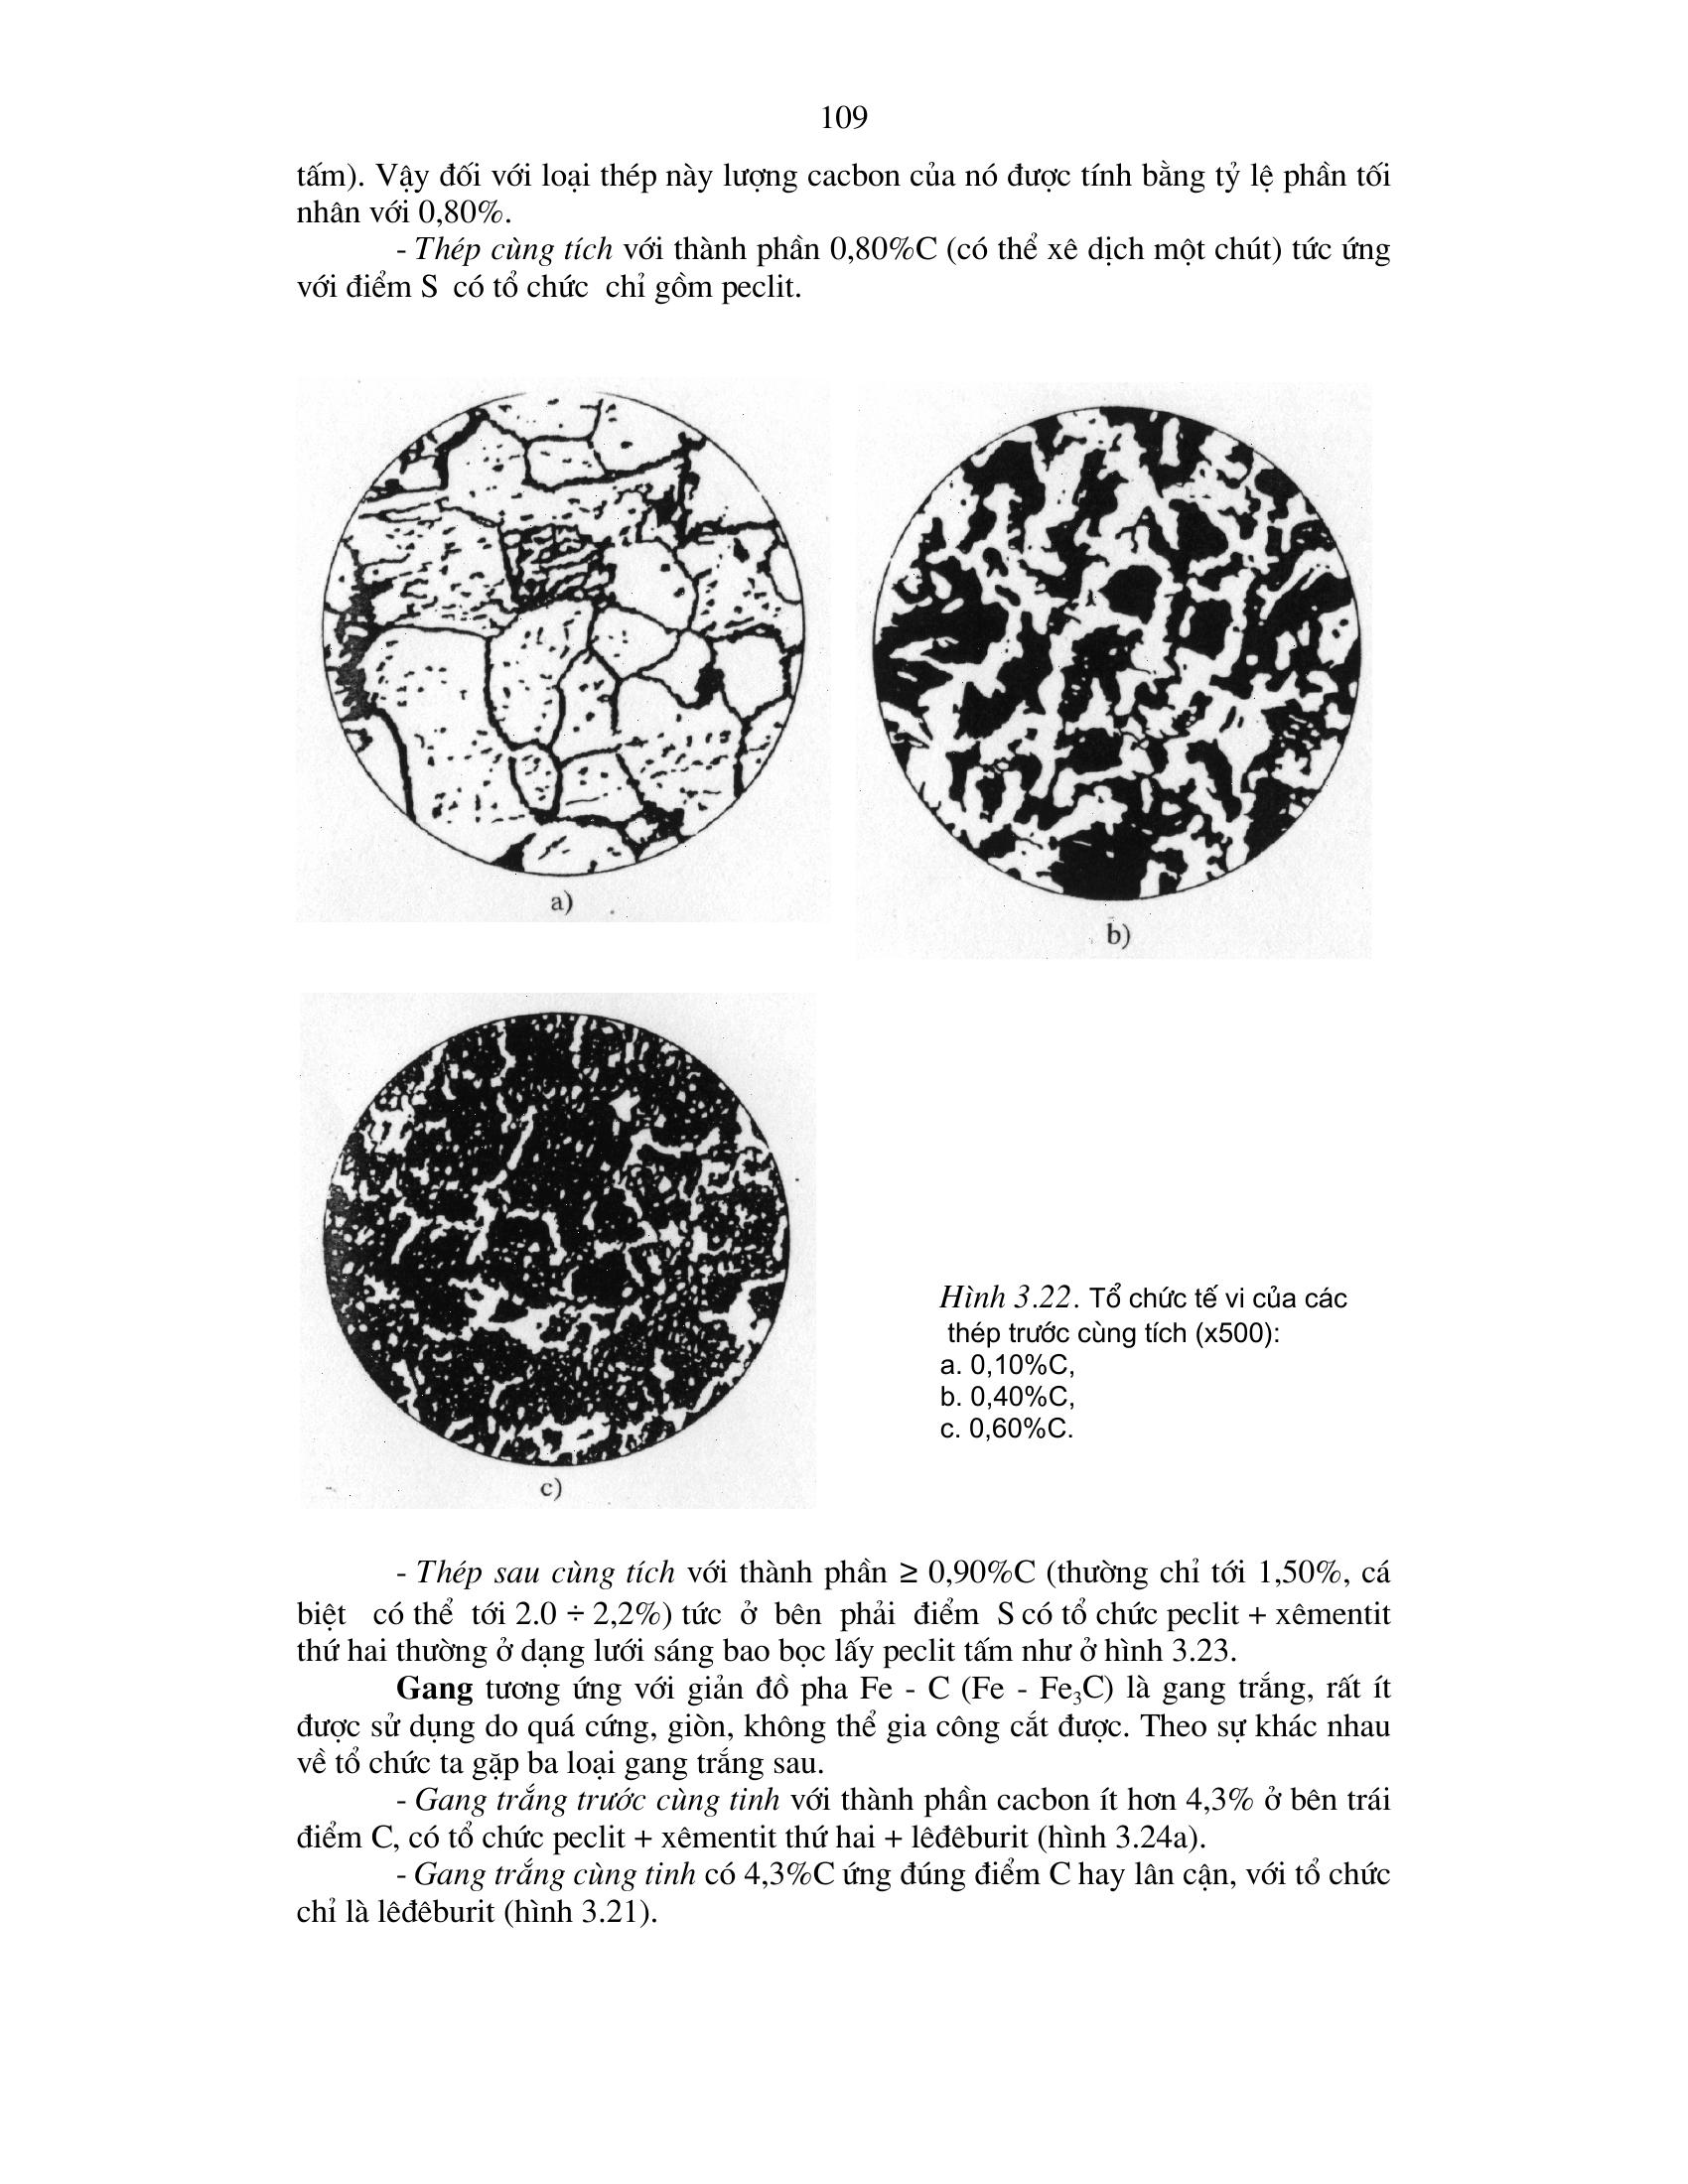 109
tấm). Vậy đối với loại thép này lượng cacbon của nó được tính bằng tỷ lệ phần tối
nhân với 0,80%.
- Thép cùng tích với thành phần 0,80%C (có thể xê dịch một chút) tức ứng
với điểm S có tổ chức chỉ gồm peclit.
a)
b)
c)
Hình 3.22. Tổ chức tế vi của các
thép trước cùng tích (x500):
a. 0,10%C,
b. 0,40%C,
c. 0,60%C.
- Thép sau cùng tích với thành phần ≥ 0,90%C (thường chỉ tới 1,50%, cá
biệt có thể tới 2.0 ÷ 2,2%) tức ở bên phải điểm S có tổ chức peclit + xêmentit
thứ hai thường ở dạng lưới sáng bao bọc lấy peclit tấm như ở hình 3.23.
Gang tương ứng với giản đồ pha Fe - C (Fe - Fe₃C) là gang trắng, rất ít
được sử dụng do quá cứng, giòn, không thể gia công cắt được. Theo sự khác nhau
về tổ chức ta gặp ba loại gang trắng sau.
- Gang trắng trước cùng tinh với thành phần cacbon ít hơn 4,3% ở bên trái
điểm C, có tổ chức peclit + xêmentit thứ hai + lêđêburit (hình 3.24a).
- Gang trắng cùng tinh có 4,3%C ứng đúng điểm C hay lân cận, với tổ chức
chỉ là lêđêburit (hình 3.21).